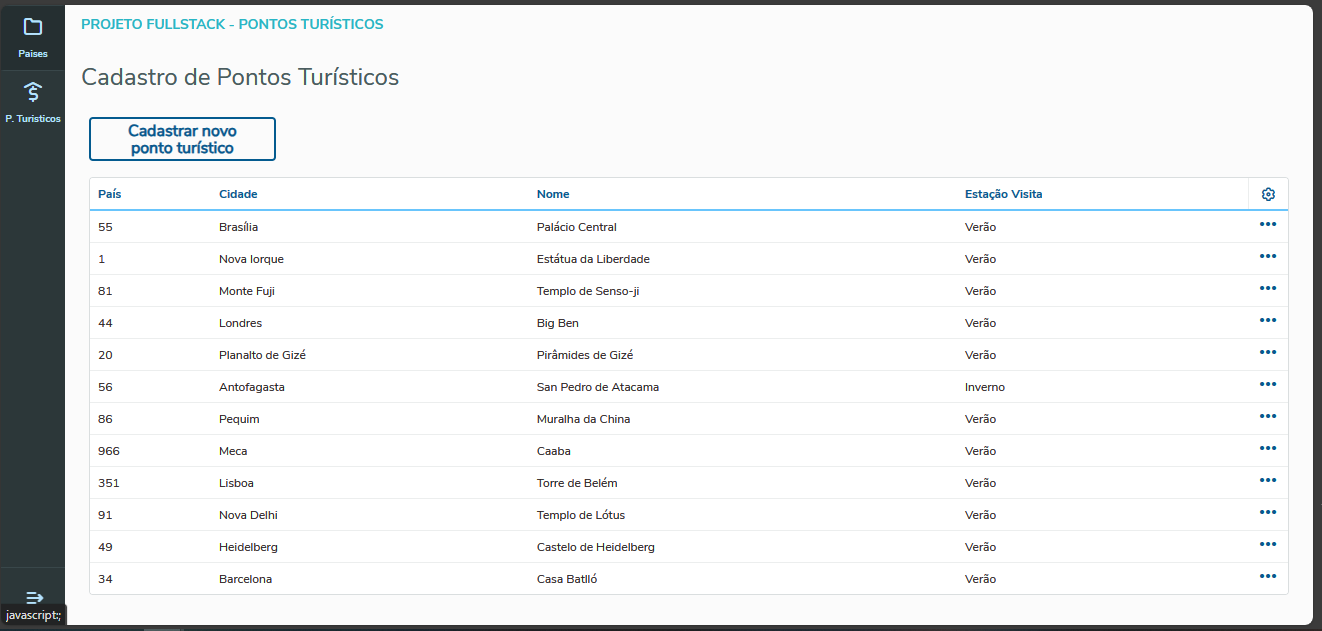 PROJETO FULLSTACK - PONTOS TURÍSTICOS
Paises
P. Turisticos
Cadastro de Pontos Turísticos
Cadastrar novo
ponto turístico
País Cidade Nome Estação Visita
55 Brasília Palácio Central Verão
1 Nova Iorque Estátua da Liberdade Verão
81 Monte Fuji Templo de Senso-ji Verão
44 Londres Big Ben Verão
20 Planalto de Gizé Pirâmides de Gizé Verão
56 Antofagasta San Pedro de Atacama Inverno
86 Pequim Muralha da China Verão
966 Meca Caaba Verão
351 Lisboa Torre de Belém Verão
91 Nova Delhi Templo de Lótus Verão
49 Heidelberg Castelo de Heidelberg Verão
34 Barcelona Casa Batlló Verão
javascript:;